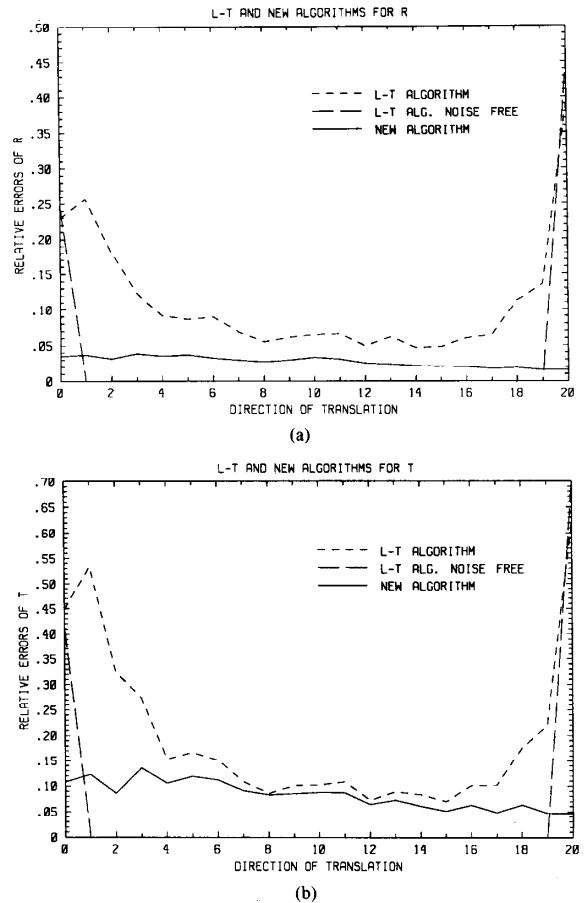 L-T AND NEW ALGORITHMS FOR R
.50
.45
.40
.35
.30
.25
.20
.15
.10
.05
0
RELATIVE ERRORS OF R
L-T ALGORITHM
L-T ALG. NOISE FREE
NEW ALGORITHM
0 2 4 6 8 10 12 14 16 18 20
DIRECTION OF TRANSLATION
(a)
L-T AND NEW ALGORITHMS FOR T
.70
.65
.60
.55
.50
.45
.40
.35
.30
.25
.20
.15
.10
.05
0
RELATIVE ERRORS OF T
L-T ALGORITHM
L-T ALG. NOISE FREE
NEW ALGORITHM
0 2 4 6 8 10 12 14 16 18 20
DIRECTION OF TRANSLATION
(b)